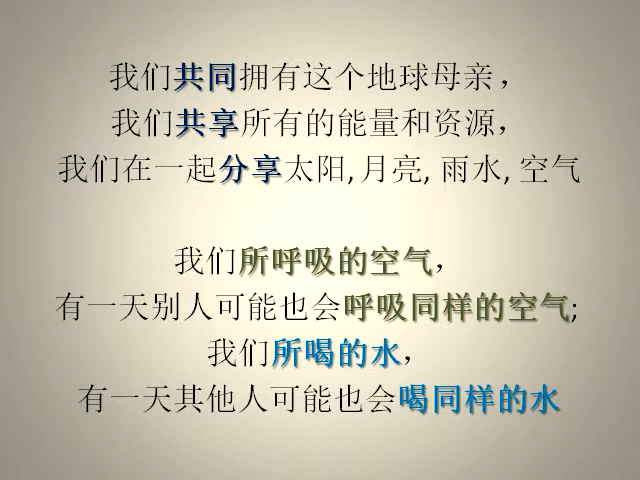 我们共同拥有这个地球母亲，
我们共享所有的能量和资源，
我们在一起分享太阳, 月亮, 雨水, 空气
我们所呼吸的空气，
有一天别人可能也会呼吸同样的空气;
我们所喝的水，
有一天其他人可能也会喝同样的水